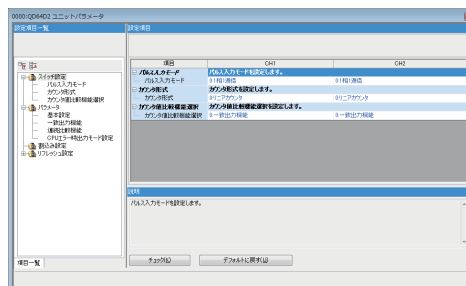 0000:QD64D2 ユニットパラメータ
設定項目一覧
スイッチ設定
パルス入力モード
カウンタ形式
カウンタ値比較機能選択
パラメータ
基本設定
一致出力機能
値域比較機能
CPUエラー時出力モード設定
割込み設定
リフレッシュ設定
項目一覧
設定項目
項目 CH1 CH2
パルス入力モード パルス入力モードを設定します。
パルス入力モード 0:1相1逓倍 0:1相1逓倍
カウンタ形式 カウンタ形式を設定します。
カウンタ形式 0:リニアカウンタ 0:リニアカウンタ
カウンタ値比較機能選択 カウンタ値比較機能選択を設定します。
カウンタ値比較機能選択 0:一致出力機能 0:一致出力機能
説明
パルス入力モードを設定します。
チェック(K) デフォルトに戻す(U)